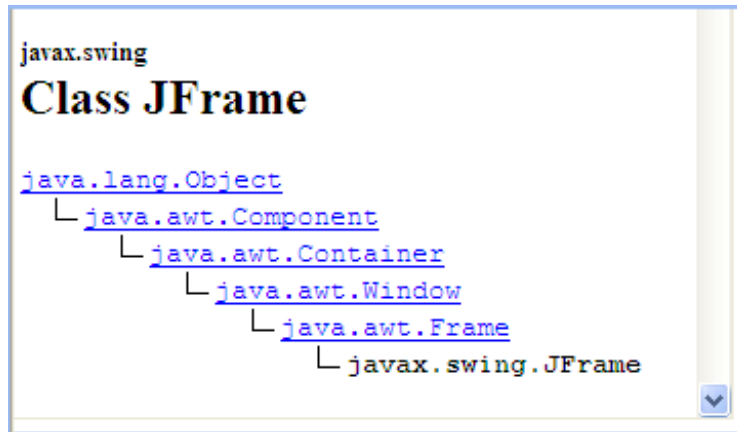 javax.swing
Class JFrame
java.lang.Object
java.awt.Component
java.awt.Container
java.awt.Window
java.awt.Frame
javax.swing.JFrame